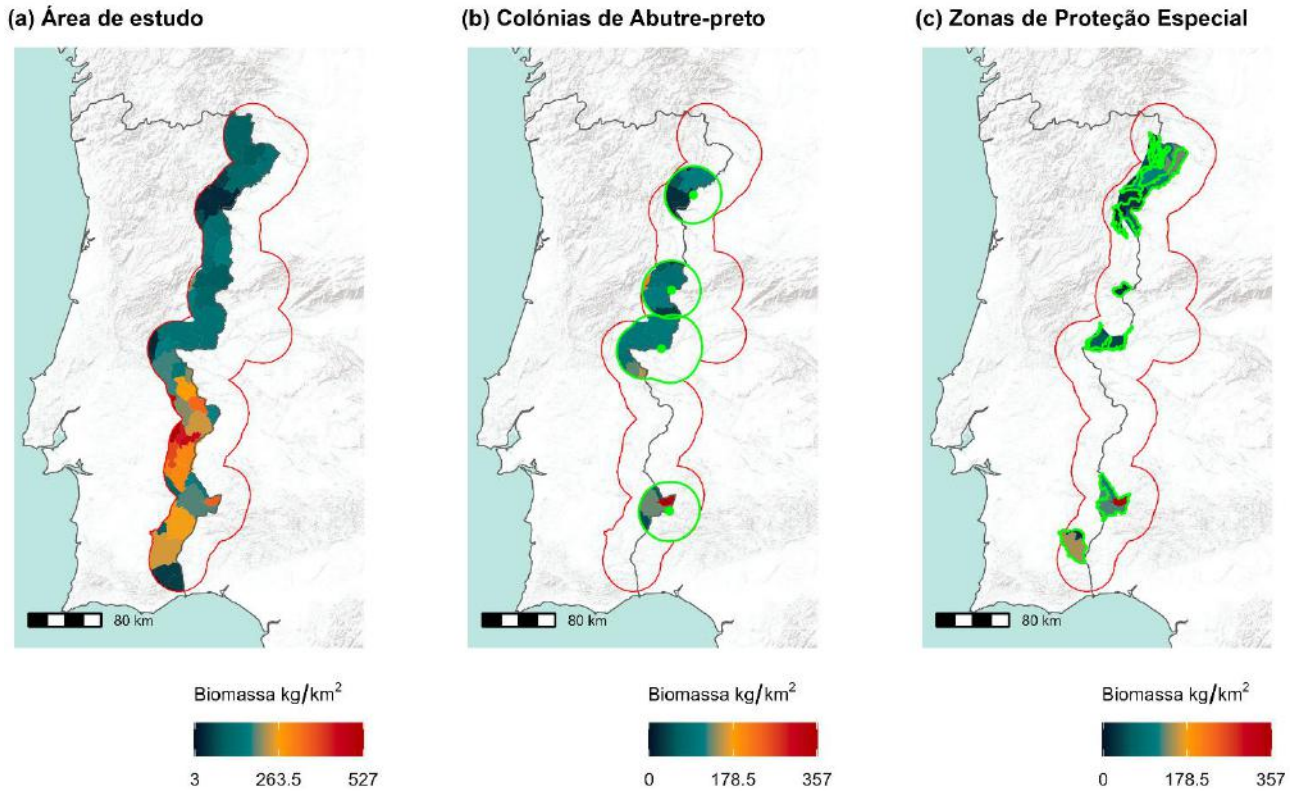 (a) Área de estudo
(b) Colónias de Abutre-preto
(c) Zonas de Proteção Especial
80 km
80 km
80 km
Biomassa kg/km²
Biomassa kg/km²
Biomassa kg/km²
3 263.5 527
0 178.5 357
0 178.5 357